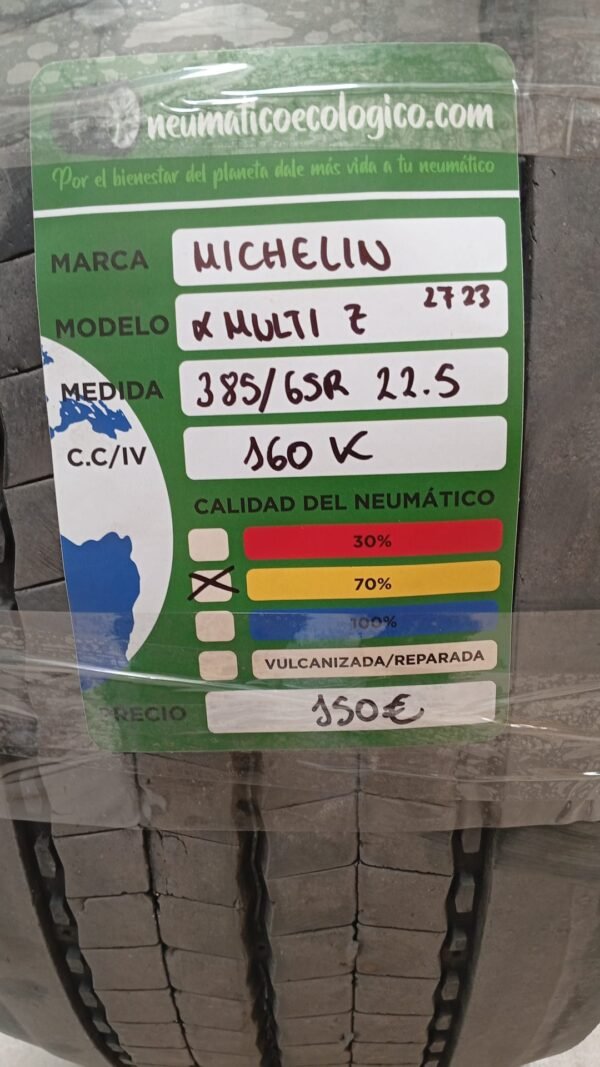 neumaticoecologico.com
Por el bienestar del planeta dale más vida a tu neumático
MARCA MICHELIN
MODELO X MULTI Z 2723
MEDIDA 385/65R 22.5
C.C/IV 160 K
CALIDAD DEL NEUMÁTICO
30%
X 70%
100%
VULCANIZADA/REPARADA
PRECIO 150€